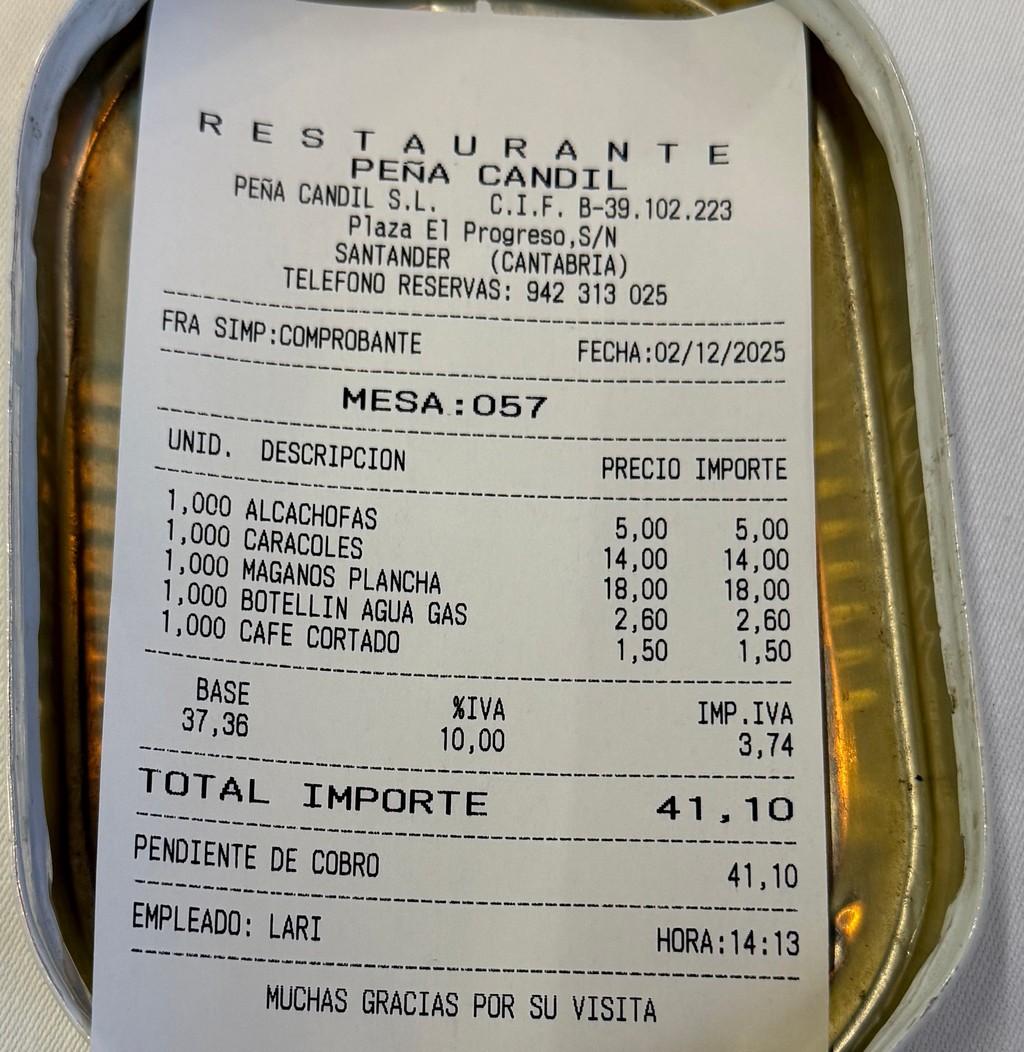 RESTAURANTE
PEÑA CANDIL
PEÑA CANDIL S.L. C.I.F. B-39.102.223
Plaza El Progreso,S/N
SANTANDER (CANTABRIA)
TELEFONO RESERVAS: 942 313 025
FRA SIMP:COMPROBANTE FECHA:02/12/2025
MESA:057
UNID. DESCRIPCION PRECIO IMPORTE
1,000 ALCACHOFAS 5,00 5,00
1,000 CARACOLES 14,00 14,00
1,000 MAGANOS PLANCHA 18,00 18,00
1,000 BOTELLIN AGUA GAS 2,60 2,60
1,000 CAFE CORTADO 1,50 1,50
BASE %IVA IMP.IVA
37,36 10,00 3,74
TOTAL IMPORTE 41,10
PENDIENTE DE COBRO 41,10
EMPLEADO: LARI HORA:14:13
MUCHAS GRACIAS POR SU VISITA